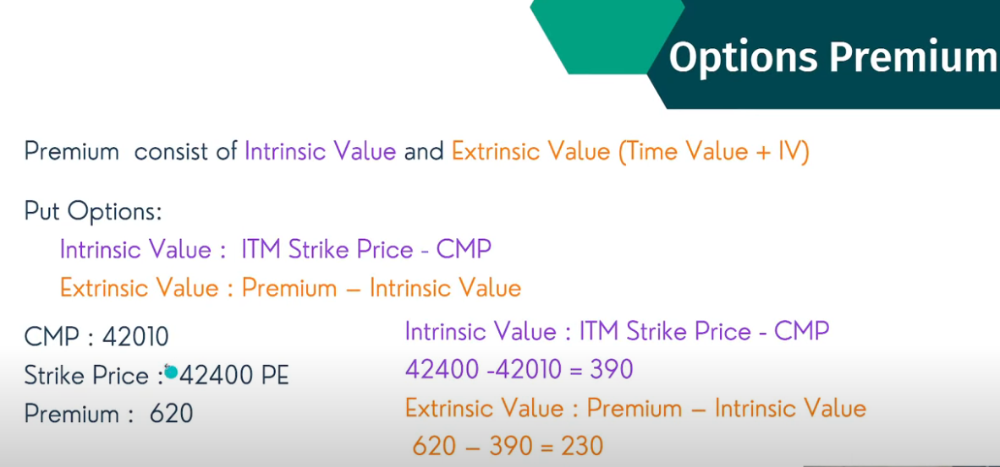 Options Premium
Premium consist of Intrinsic Value and Extrinsic Value (Time Value + IV)
Put Options:
Intrinsic Value : ITM Strike Price - CMP
Extrinsic Value : Premium – Intrinsic Value
CMP : 42010
Strike Price : 42400 PE
Premium : 620
Intrinsic Value : ITM Strike Price - CMP
42400 -42010 = 390
Extrinsic Value : Premium – Intrinsic Value
620 – 390 = 230